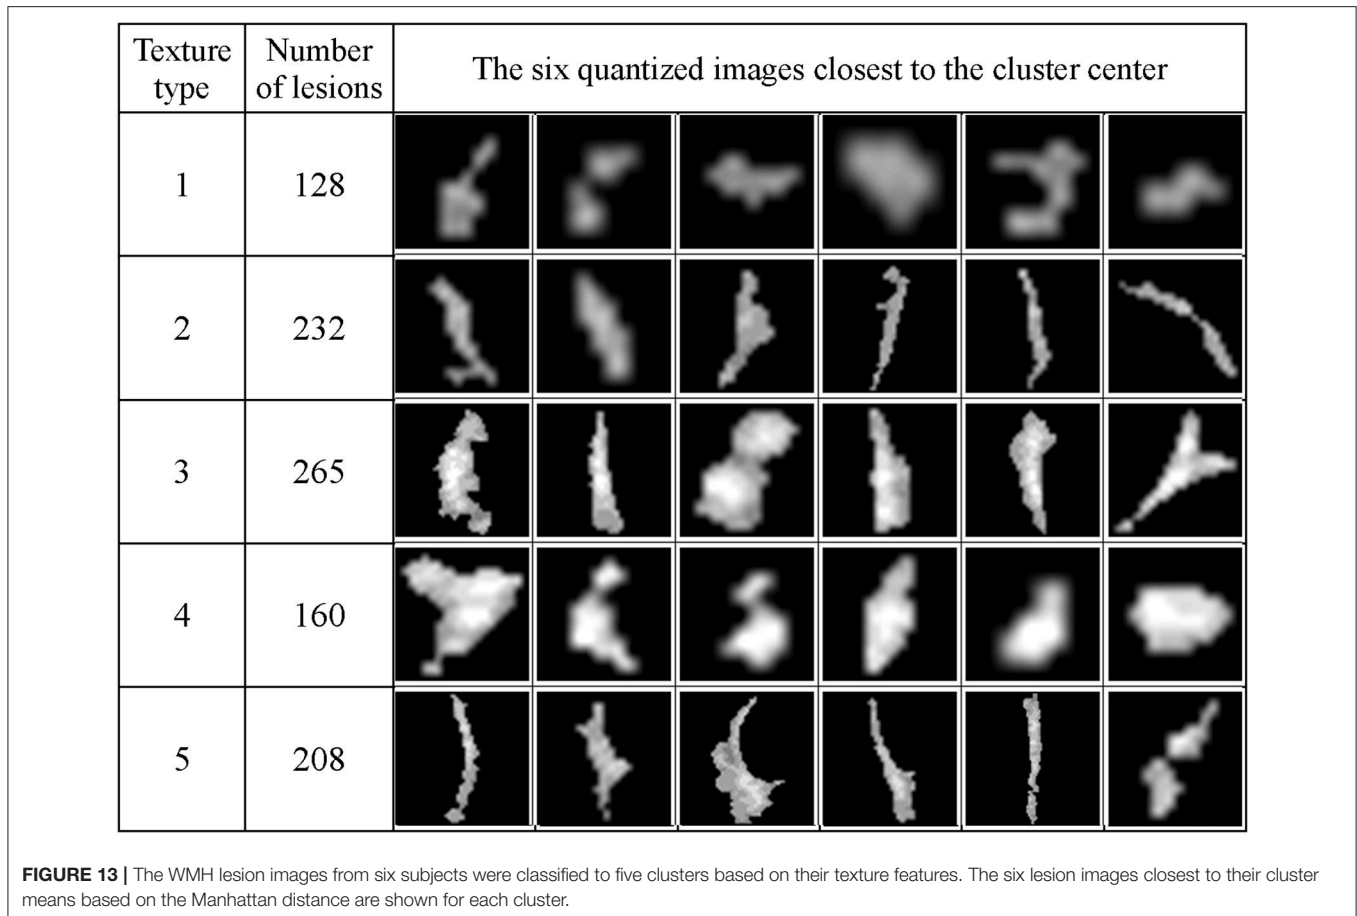 Texture type
Number of lesions
The six quantized images closest to the cluster center
1
128
2
232
3
265
4
160
5
208
FIGURE 13 | The WMH lesion images from six subjects were classified to five clusters based on their texture features. The six lesion images closest to their cluster
means based on the Manhattan distance are shown for each cluster.